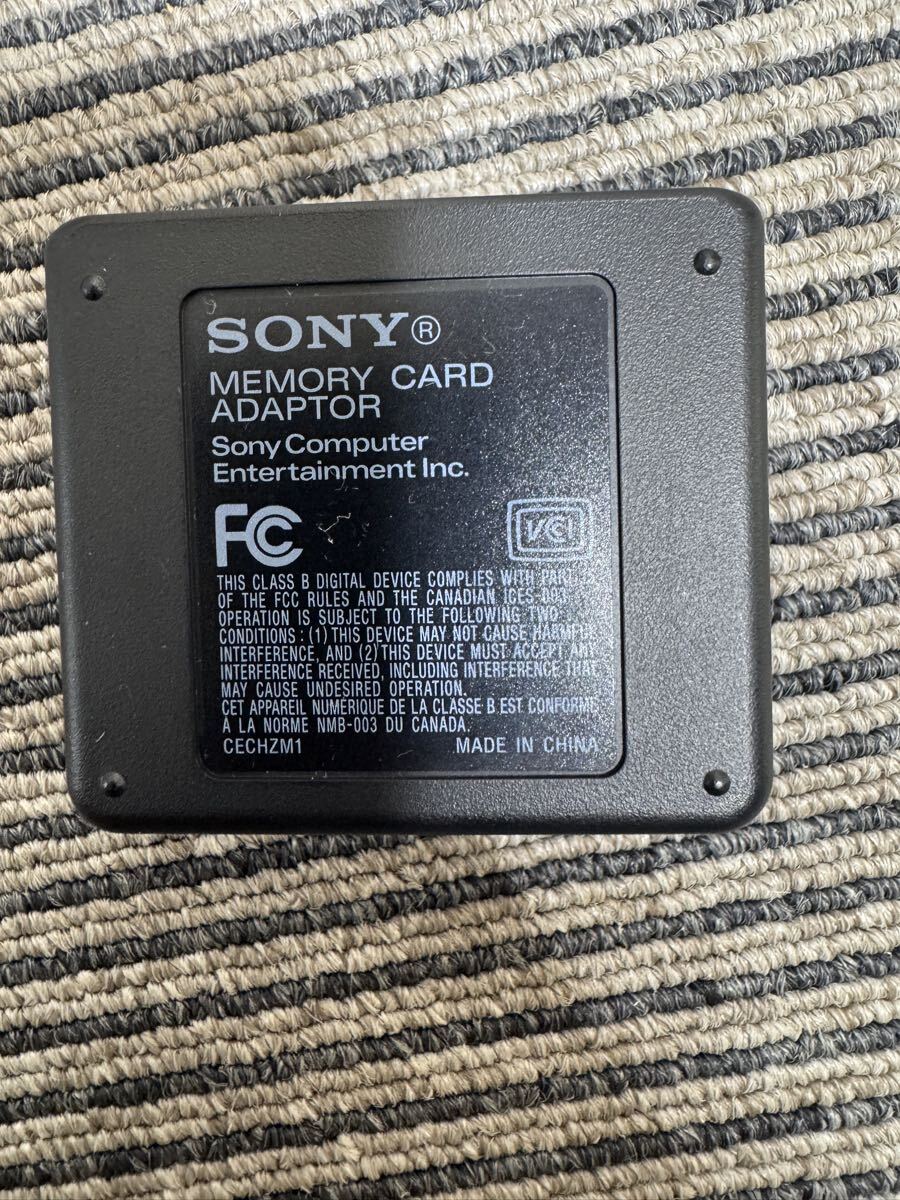 SONY®
MEMORY CARD
ADAPTOR
Sony Computer
Entertainment Inc.
FC
VCI
THIS CLASS B DIGITAL DEVICE COMPLIES WITH PART 15
OF THE FCC RULES AND THE CANADIAN ICES-003.
OPERATION IS SUBJECT TO THE FOLLOWING TWO
CONDITIONS : (1) THIS DEVICE MAY NOT CAUSE HARMFUL
INTERFERENCE, AND (2) THIS DEVICE MUST ACCEPT ANY
INTERFERENCE RECEIVED, INCLUDING INTERFERENCE THAT
MAY CAUSE UNDESIRED OPERATION.
CET APPAREIL NUMÉRIQUE DE LA CLASSE B EST CONFORME
À LA NORME NMB-003 DU CANADA.
CECHZM1 MADE IN CHINA